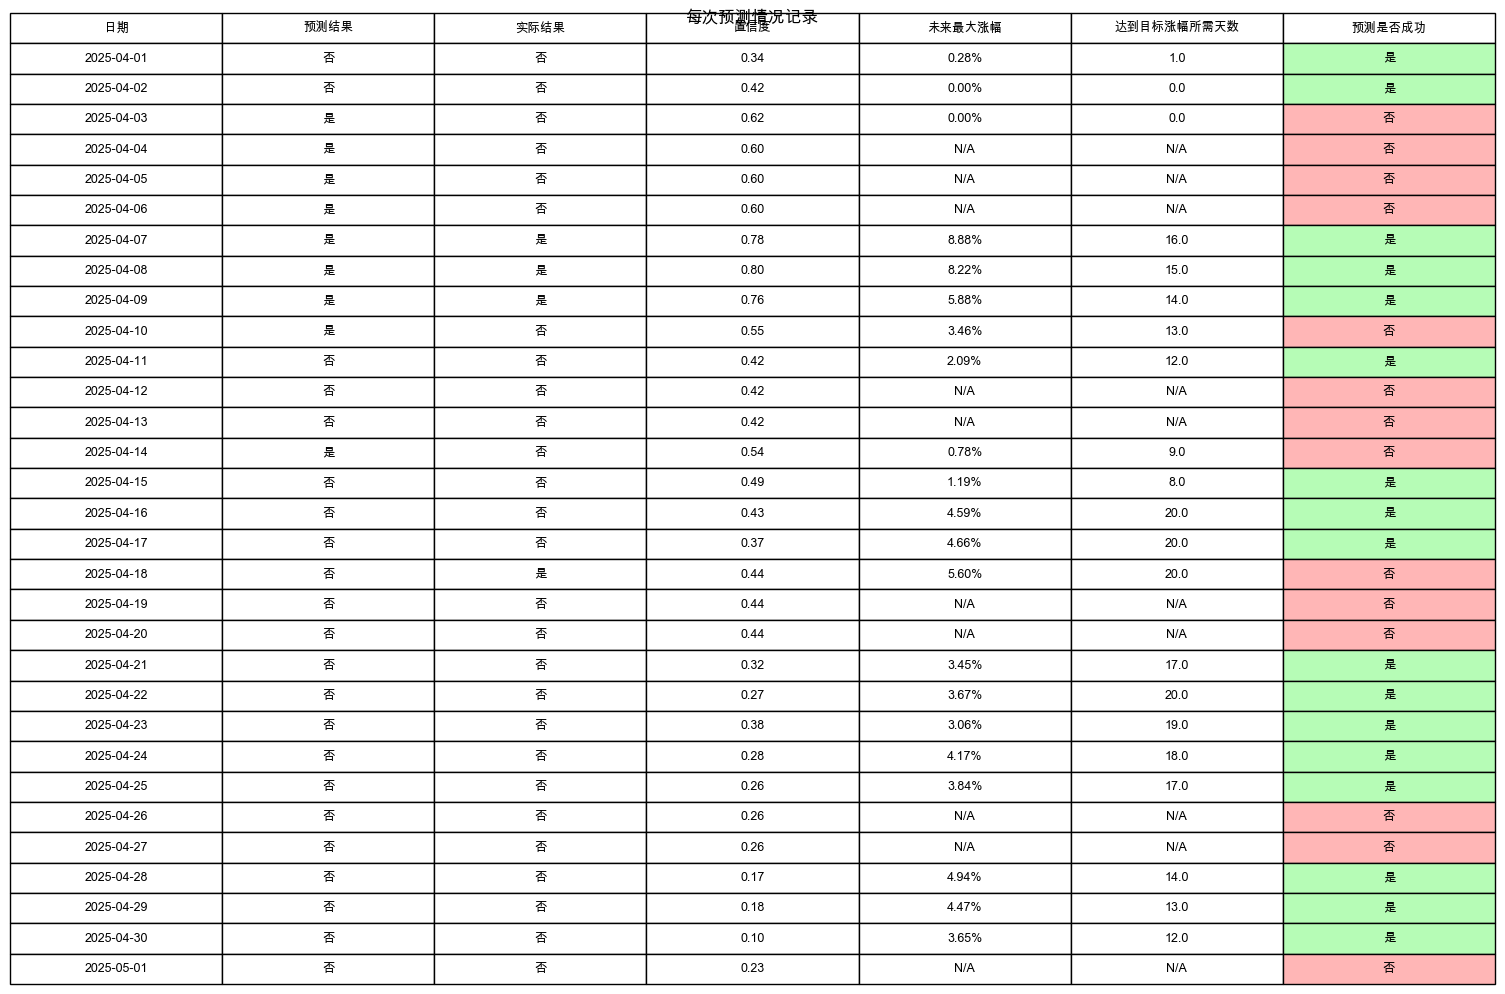 每次预测情况记录
日期 预测结果 实际结果 置信度 未来最大涨幅 达到目标涨幅所需天数 预测是否成功
2025-04-01 否 否 0.34 0.28% 1.0 是
2025-04-02 否 否 0.42 0.00% 0.0 是
2025-04-03 是 否 0.62 0.00% 0.0 否
2025-04-04 是 否 0.60 N/A N/A 否
2025-04-05 是 否 0.60 N/A N/A 否
2025-04-06 是 否 0.60 N/A N/A 否
2025-04-07 是 是 0.78 8.88% 16.0 是
2025-04-08 是 是 0.80 8.22% 15.0 是
2025-04-09 是 是 0.76 5.88% 14.0 是
2025-04-10 是 否 0.55 3.46% 13.0 否
2025-04-11 否 否 0.42 2.09% 12.0 是
2025-04-12 否 否 0.42 N/A N/A 否
2025-04-13 否 否 0.42 N/A N/A 否
2025-04-14 是 否 0.54 0.78% 9.0 否
2025-04-15 否 否 0.49 1.19% 8.0 是
2025-04-16 否 否 0.43 4.59% 20.0 是
2025-04-17 否 否 0.37 4.66% 20.0 是
2025-04-18 否 是 0.44 5.60% 20.0 否
2025-04-19 否 否 0.44 N/A N/A 否
2025-04-20 否 否 0.44 N/A N/A 否
2025-04-21 否 否 0.32 3.45% 17.0 是
2025-04-22 否 否 0.27 3.67% 20.0 是
2025-04-23 否 否 0.38 3.06% 19.0 是
2025-04-24 否 否 0.28 4.17% 18.0 是
2025-04-25 否 否 0.26 3.84% 17.0 是
2025-04-26 否 否 0.26 N/A N/A 否
2025-04-27 否 否 0.26 N/A N/A 否
2025-04-28 否 否 0.17 4.94% 14.0 是
2025-04-29 否 否 0.18 4.47% 13.0 是
2025-04-30 否 否 0.10 3.65% 12.0 是
2025-05-01 否 否 0.23 N/A N/A 否